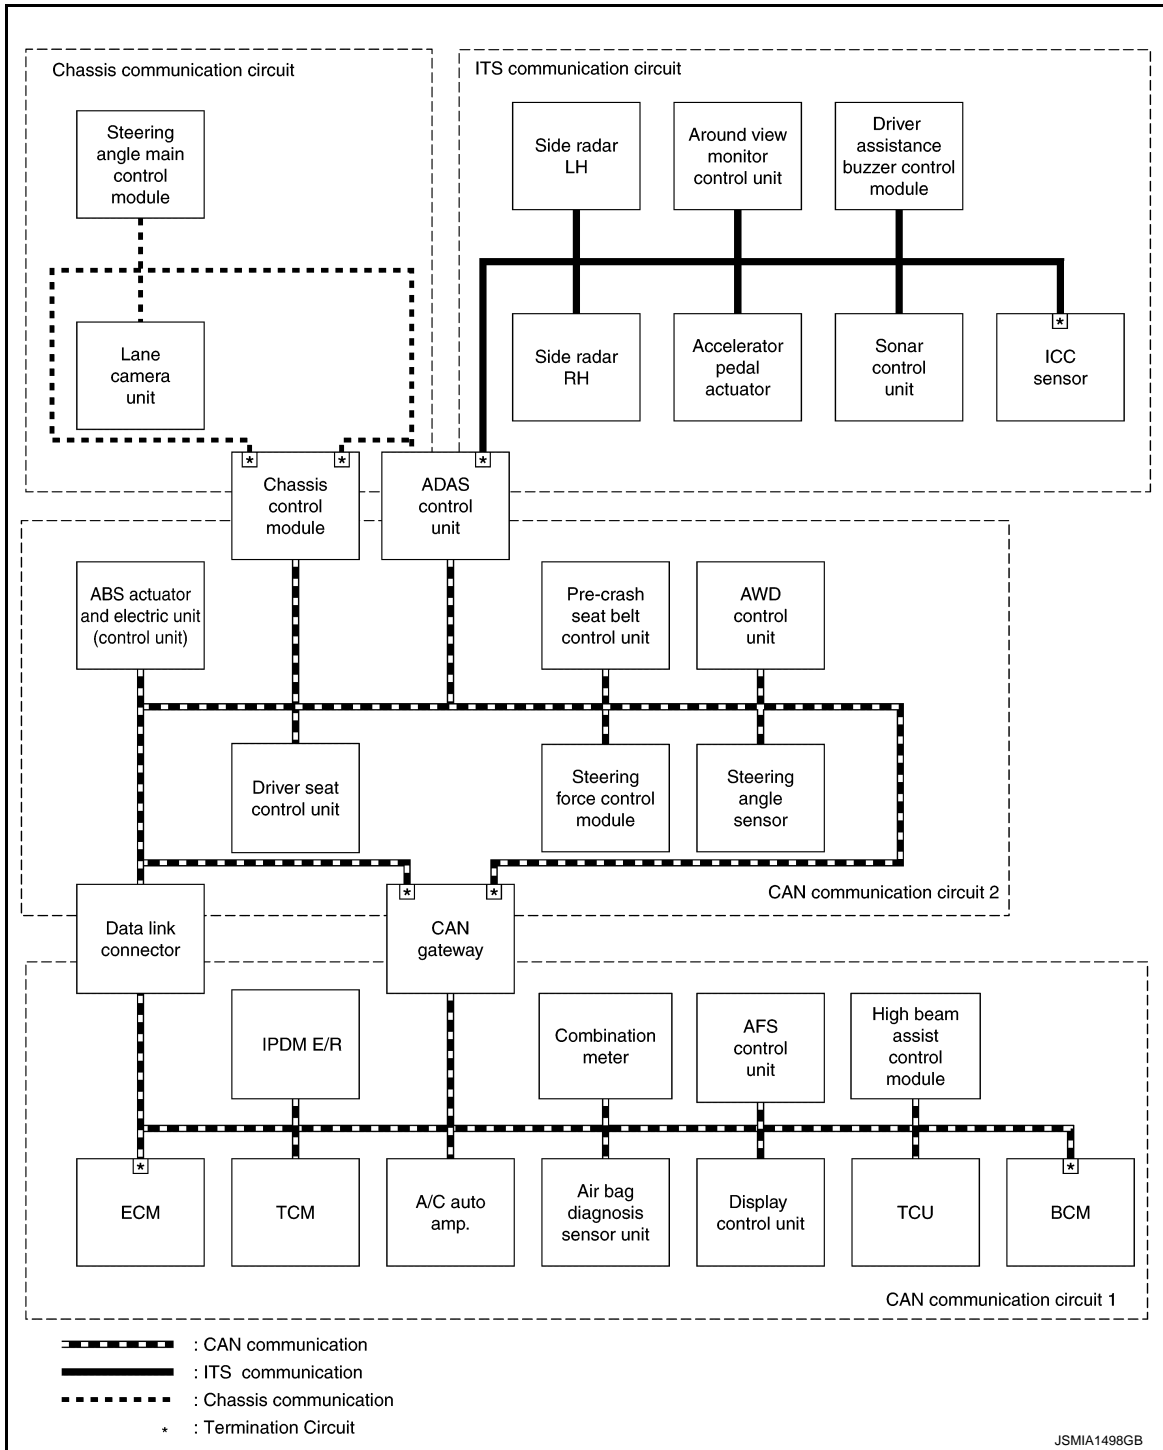 Chassis communication circuit
ITS communication circuit
Steering
angle main
control
module
Side radar
LH
Around view
monitor
control unit
Driver
assistance
buzzer control
module
Lane
camera
unit
Side radar
RH
Accelerator
pedal
actuator
Sonar
control
unit
*
ICC
sensor
*
*
Chassis
control
module
*
ADAS
control
unit
ABS actuator
and electric unit
(control unit)
Pre-crash
seat belt
control unit
AWD
control
unit
Driver seat
control unit
Steering
force control
module
Steering
angle
sensor
CAN communication circuit 2
Data link
connector
*
*
CAN
gateway
IPDM E/R
Combination
meter
AFS
control
unit
High beam
assist
control
module
*
ECM
TCM
A/C auto
amp.
Air bag
diagnosis
sensor unit
Display
control unit
TCU
*
BCM
CAN communication circuit 1
: CAN communication
: ITS communication
: Chassis communication
* : Termination Circuit
JSMIA1498GB